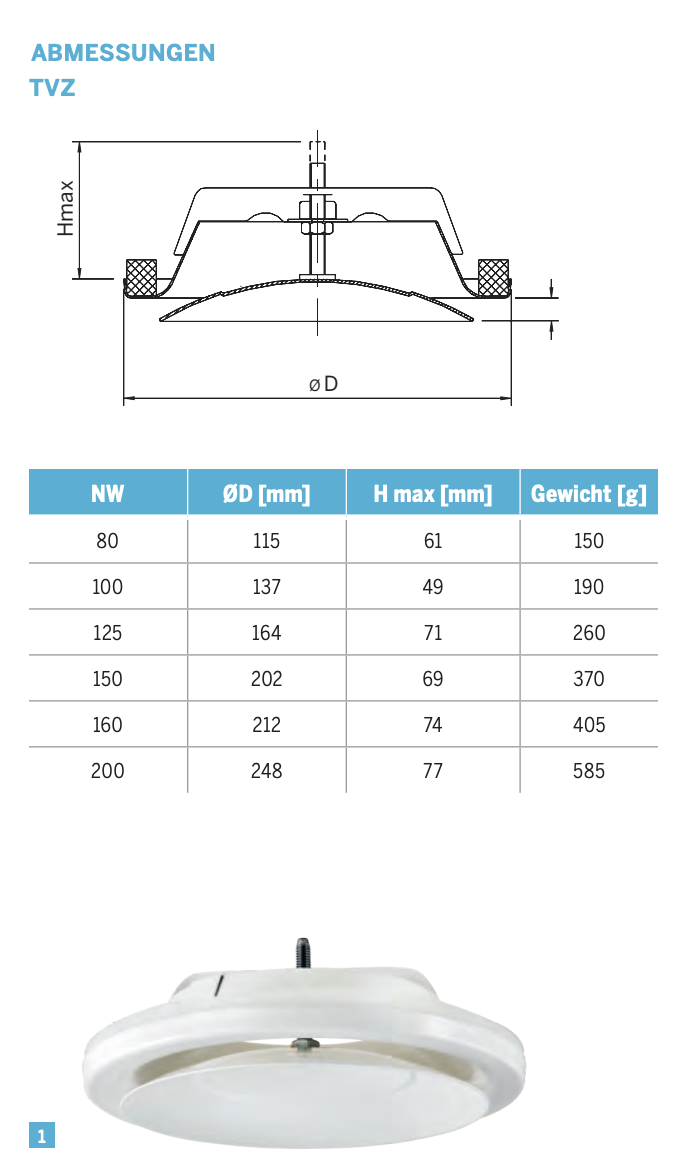 ABMESSUNGEN
TVZ
Hmax
øD
NW ØD [mm] H max [mm] Gewicht [g]
80 115 61 150
100 137 49 190
125 164 71 260
150 202 69 370
160 212 74 405
200 248 77 585
1